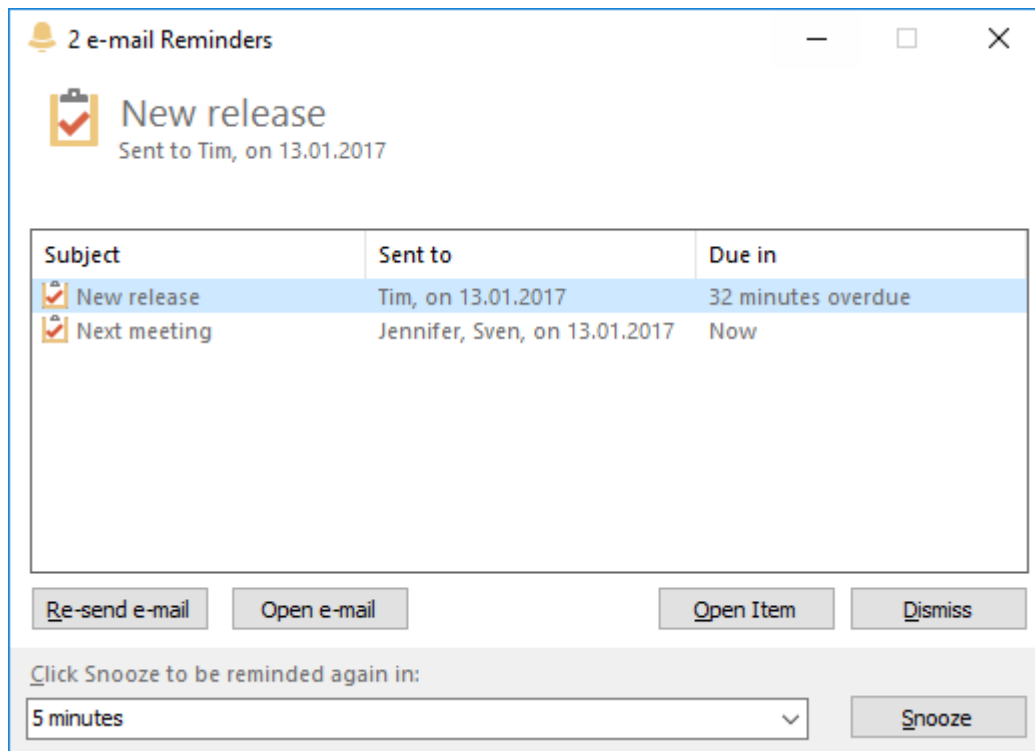 2 e-mail Reminders
New release
Sent to Tim, on 13.01.2017
Subject Sent to Due in
New release Tim, on 13.01.2017 32 minutes overdue
Next meeting Jennifer, Sven, on 13.01.2017 Now
Re-send e-mail Open e-mail Open Item Dismiss
Click Snooze to be reminded again in:
5 minutes Snooze